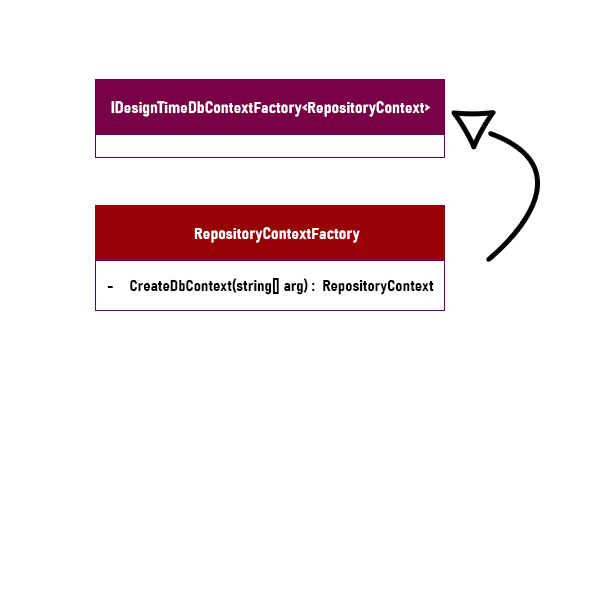 IDesignTimeDbContextFactory<RepositoryContext>
RepositoryContextFactory
- CreateDbContext(string[] arg) : RepositoryContext